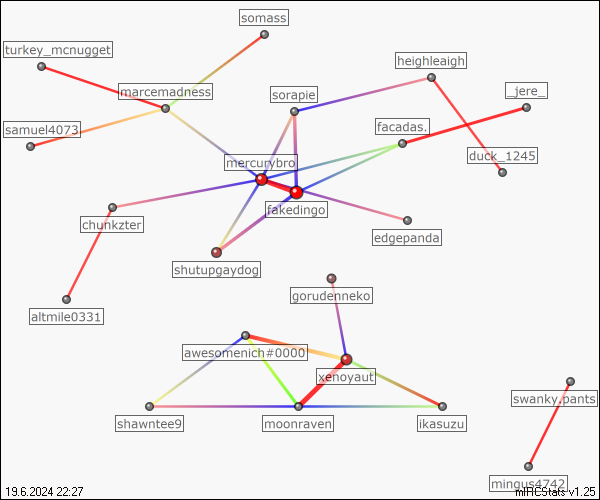 somass
turkey_mcnugget
heighleaigh
marcemadness
sorapie
_jere_
samuel4073
facadas.
mercurybro
duck_1245
fakedingo
chunkzter
edgepanda
shutupgaydog
gorudenneko
altmile0331
awesomenich#0000
xenoyaut
swanky.pants
shawntee9
moonraven
ikasuzu
mingus4742
19.6.2024 22:27
mIRCStats v1.25